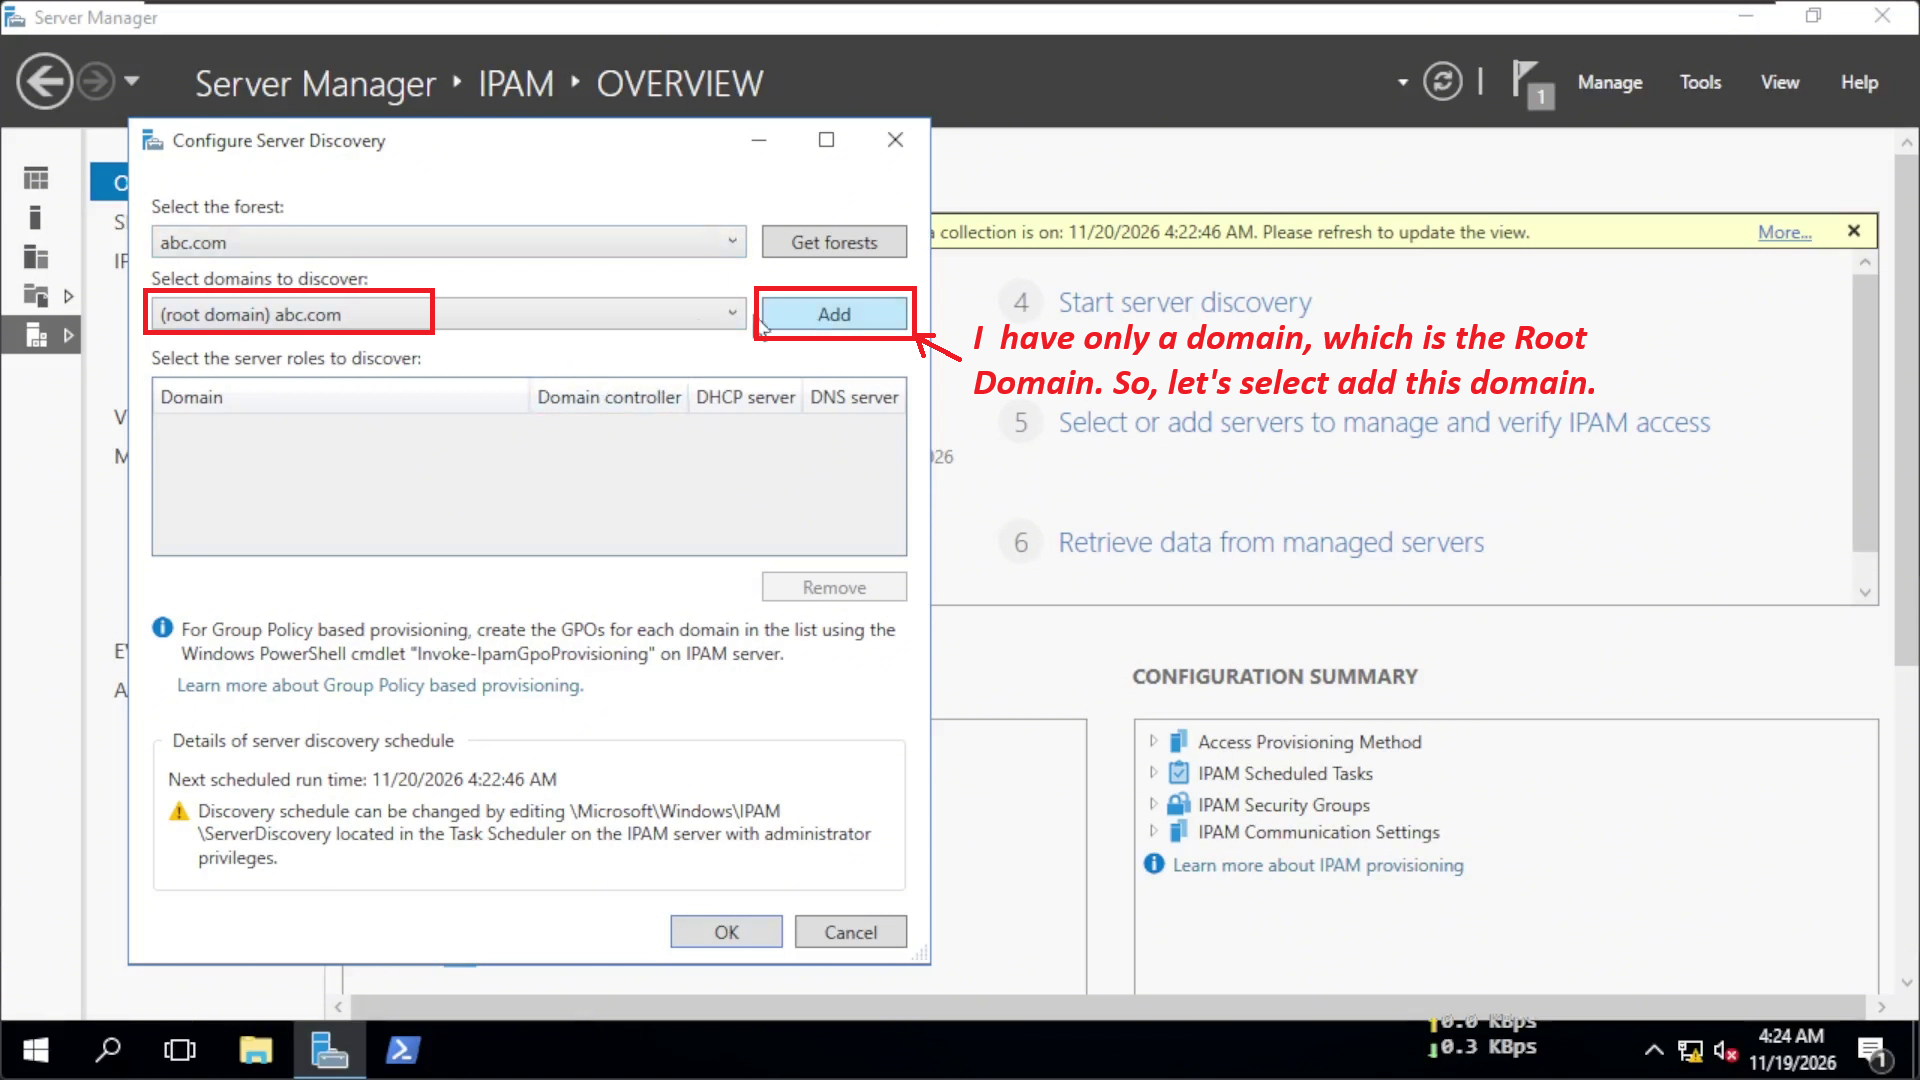 Server Manager
Server Manager ‣ IPAM ‣ OVERVIEW
1
Manage Tools View Help
Configure Server Discovery
Select the forest:
abc.com
Get forests
Select domains to discover:
(root domain) abc.com
Add
Select the server roles to discover:
Domain Domain controller DHCP server DNS server
Remove
For Group Policy based provisioning, create the GPOs for each domain in the list using the
Windows PowerShell cmdlet "Invoke-IpamGpoProvisioning" on IPAM server.
Learn more about Group Policy based provisioning.
Details of server discovery schedule
Next scheduled run time: 11/20/2026 4:22:46 AM
Discovery schedule can be changed by editing \Microsoft\Windows\IPAM
\ServerDiscovery located in the Task Scheduler on the IPAM server with administrator
privileges.
OK Cancel
collection is on: 11/20/2026 4:22:46 AM. Please refresh to update the view.
More...
4 Start server discovery
I have only a domain, which is the Root
Domain. So, let's select add this domain.
5 Select or add servers to manage and verify IPAM access
6 Retrieve data from managed servers
CONFIGURATION SUMMARY
Access Provisioning Method
IPAM Scheduled Tasks
IPAM Security Groups
IPAM Communication Settings
Learn more about IPAM provisioning
0.0 KBps
0.3 KBps
4:24 AM
11/19/2026
1